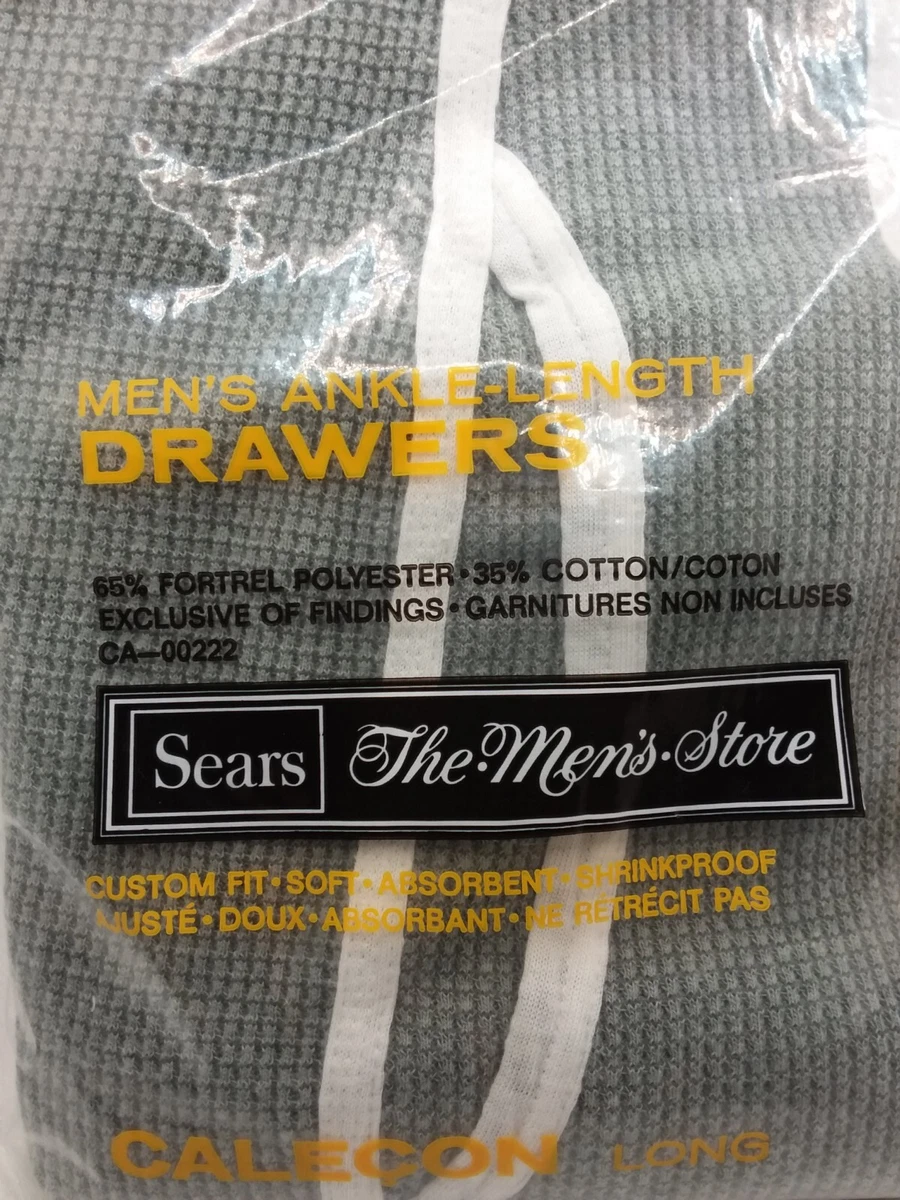 MEN'S ANKLE-LENGTH
DRAWERS
65% FORTREL POLYESTER•35% COTTON/COTON
EXCLUSIVE OF FINDINGS•GARNITURES NON INCLUSES
CA—00222
Sears The•Men's•Store
CUSTOM FIT•SOFT•ABSORBENT•SHRINKPROOF
AJUSTÉ•DOUX•ABSORBANT•NE RÉTRÉCIT PAS
CALEÇON LONG